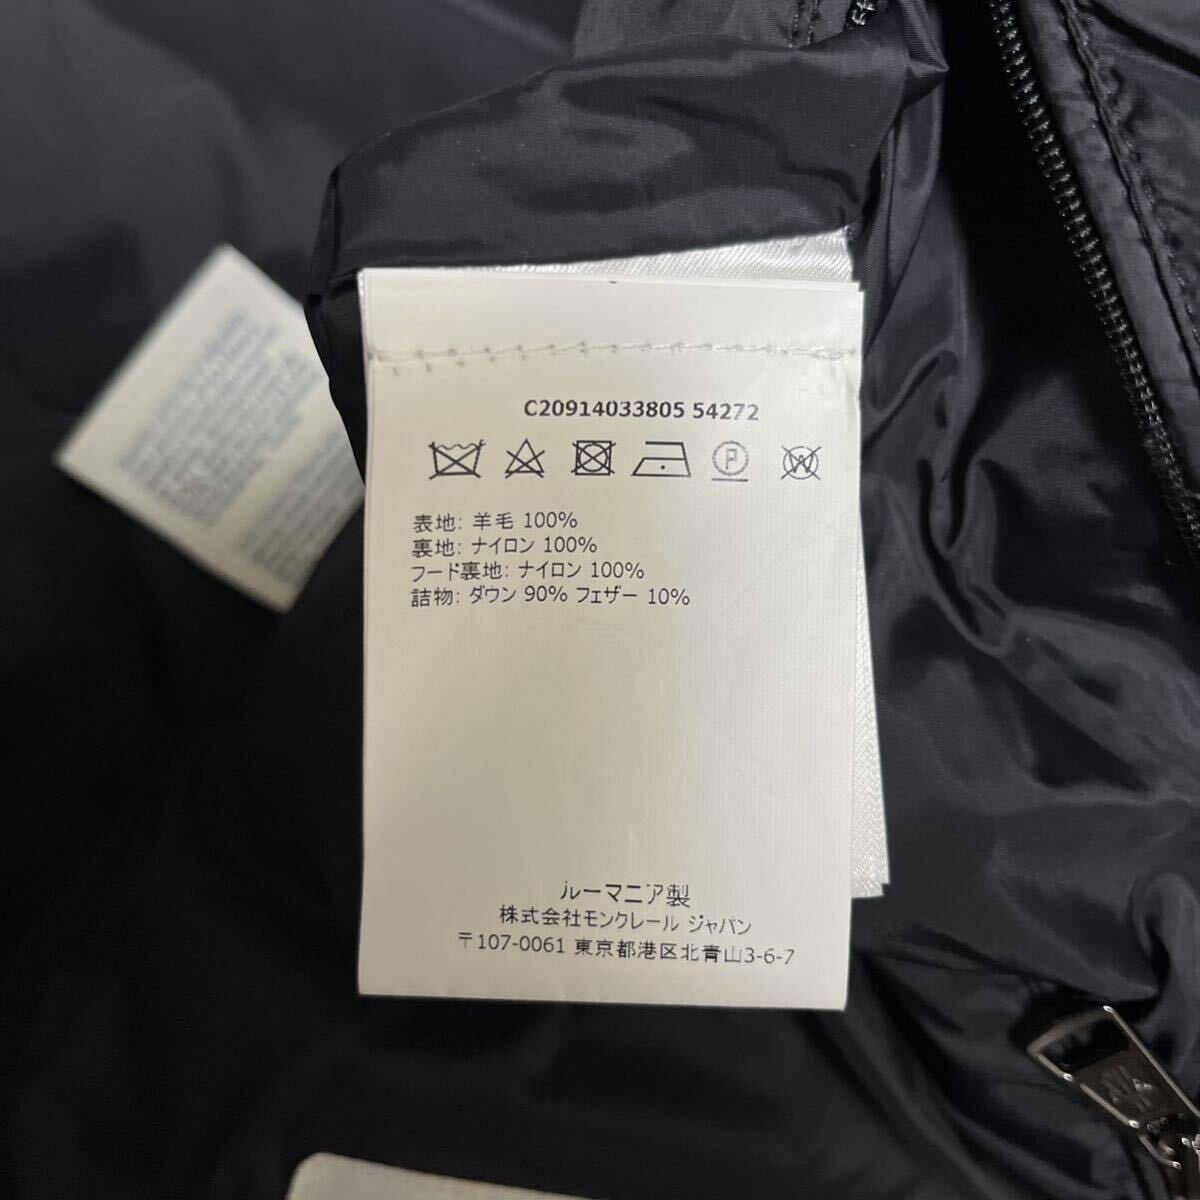 C20914033805 54272
P
W
表地: 羊毛 100%
裏地: ナイロン 100%
フード裏地: ナイロン 100%
詰物: ダウン 90% フェザー 10%
ルーマニア製
株式会社モンクレール ジャパン
〒107-0061 東京都港区北青山3-6-7